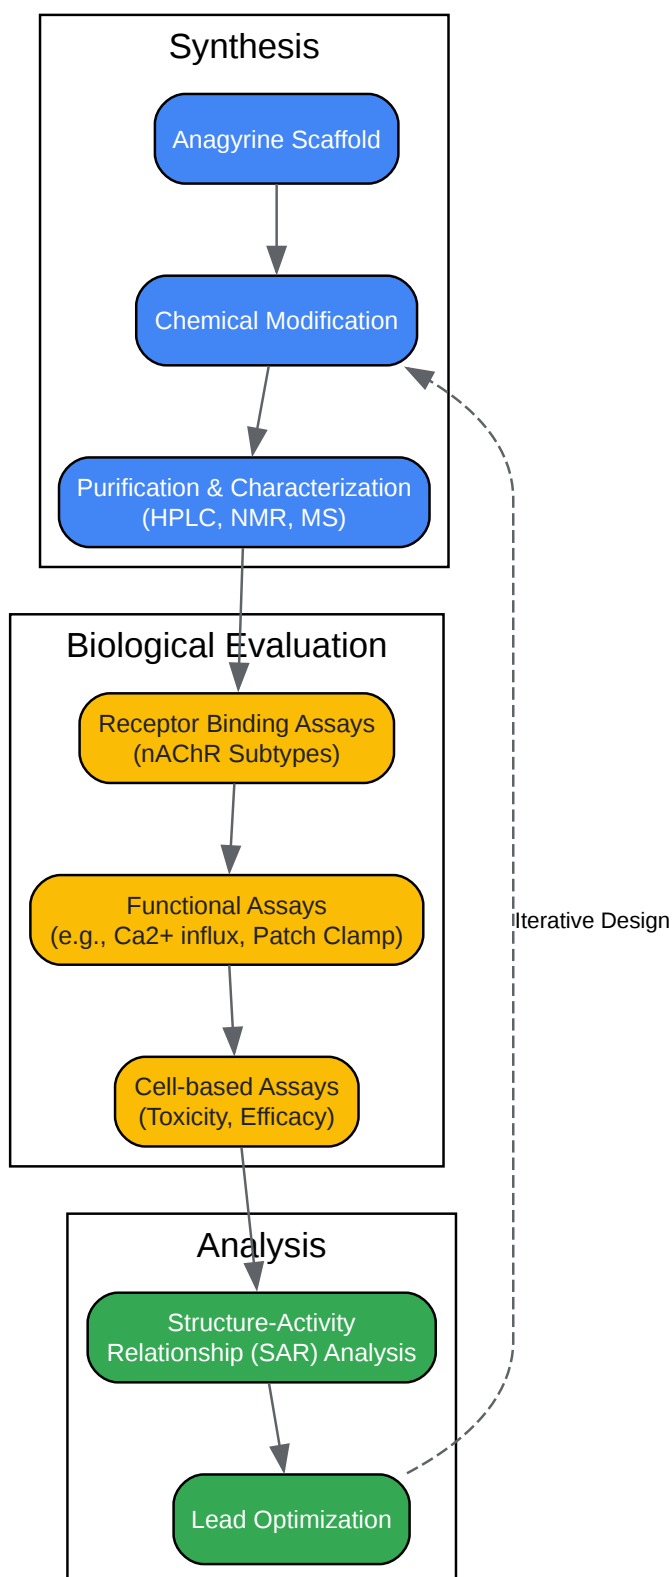 Synthesis
Anagyrine Scaffold
Chemical Modification
Purification & Characterization
(HPLC, NMR, MS)
Biological Evaluation
Receptor Binding Assays
(nAChR Subtypes)
Functional Assays
(e.g., Ca2+ influx, Patch Clamp)
Iterative Design
Cell-based Assays
(Toxicity, Efficacy)
Analysis
Structure-Activity
Relationship (SAR) Analysis
Lead Optimization